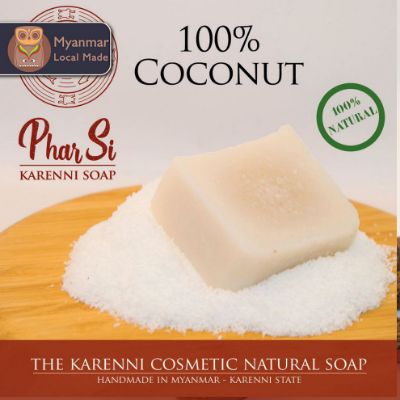 Myanmar
Local Made
100%
COCONUT
100%
NATURAL
Phar Si
KARENNI SOAP
THE KARENNI COSMETIC NATURAL SOAP
HANDMADE IN MYANMAR - KARENNI STATE